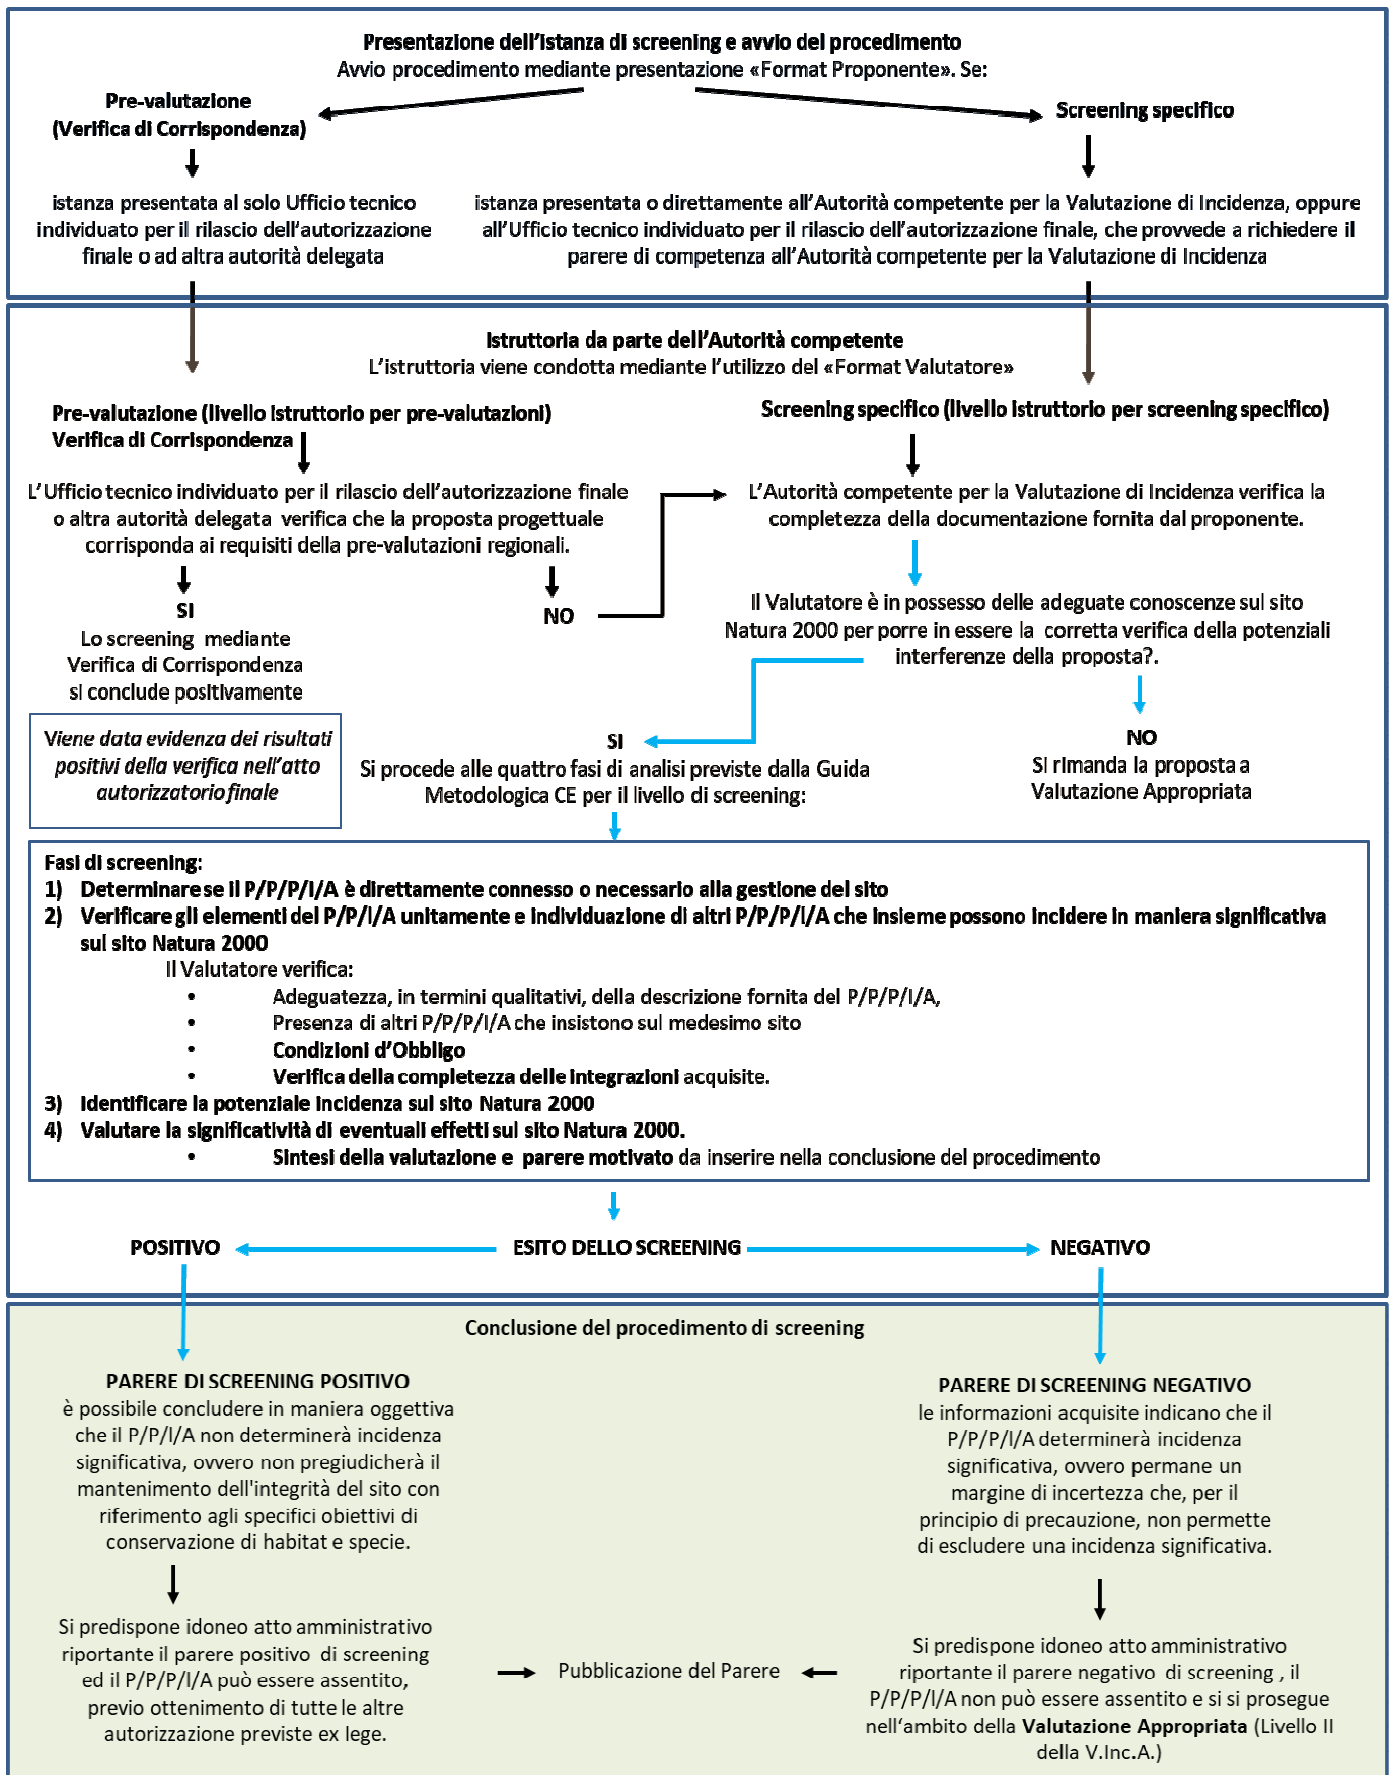 Presentazione dell'istanza di screening e avvio del procedimento
Avvio procedimento mediante presentazione «Format Proponente». Se:
Pre-valutazione
(Verifica di Corrispondenza)
Screening specifico
istanza presentata al solo Ufficio tecnico
individuato per il rilascio dell'autorizzazione
finale o ad altra autorità delegata
istanza presentata o direttamente all'Autorità competente per la Valutazione di Incidenza, oppure
all'Ufficio tecnico individuato per il rilascio dell'autorizzazione finale, che provvede a richiedere il
parere di competenza all'Autorità competente per la Valutazione di Incidenza
Istruttoria da parte dell'Autorità competente
L'istruttoria viene condotta mediante l'utilizzo del «Format Valutatore»
Pre-valutazione (livello istruttorio per pre-valutazioni)
Verifica di Corrispondenza
Screening specifico (livello istruttorio per screening specifico)
L'Ufficio tecnico individuato per il rilascio dell'autorizzazione finale
o altra autorità delegata verifica che la proposta progettuale
corrisponda ai requisiti della pre-valutazioni regionali.
L'Autorità competente per la Valutazione di Incidenza verifica la
completezza della documentazione fornita dal proponente.
SI
Lo screening mediante
Verifica di Corrispondenza
si conclude positivamente
NO
Il Valutatore è in possesso delle adeguate conoscenze sul sito
Natura 2000 per porre in essere la corretta verifica della potenziali
interferenze della proposta?.
Viene data evidenza dei risultati
positivi della verifica nell'atto
autorizzatorio finale
SI
Si procede alle quattro fasi di analisi previste dalla Guida
Metodologica CE per il livello di screening:
NO
Si rimanda la proposta a
Valutazione Appropriata
Fasi di screening:
1) Determinare se il P/P/P/I/A è direttamente connesso o necessario alla gestione del sito
2) Verificare gli elementi del P/P/I/A unitamente e individuazione di altri P/P/P/I/A che insieme possono incidere in maniera significativa
sul sito Natura 2000
Il Valutatore verifica:
• Adeguatezza, in termini qualitativi, della descrizione fornita del P/P/P/I/A,
• Presenza di altri P/P/P/I/A che insistono sul medesimo sito
• Condizioni d'Obbligo
• Verifica della completezza delle integrazioni acquisite.
3) Identificare la potenziale incidenza sul sito Natura 2000
4) Valutare la significatività di eventuali effetti sul sito Natura 2000.
• Sintesi della valutazione e parere motivato da inserire nella conclusione del procedimento
POSITIVO
ESITO DELLO SCREENING
NEGATIVO
Conclusione del procedimento di screening
PARERE DI SCREENING POSITIVO
è possibile concludere in maniera oggettiva
che il P/P/I/A non determinerà incidenza
significativa, ovvero non pregiudicherà il
mantenimento dell'integrità del sito con
riferimento agli specifici obiettivi di
conservazione di habitat e specie.
PARERE DI SCREENING NEGATIVO
le informazioni acquisite indicano che il
P/P/P/I/A determinerà incidenza
significativa, ovvero permane un
margine di incertezza che, per il
principio di precauzione, non permette
di escludere una incidenza significativa.
Si predispone idoneo atto amministrativo
riportante il parere positivo di screening
ed il P/P/P/I/A può essere assentito,
previo ottenimento di tutte le altre
autorizzazione previste ex lege.
Pubblicazione del Parere
Si predispone idoneo atto amministrativo
riportante il parere negativo di screening , il
P/P/P/I/A non può essere assentito e si si prosegue
nell'ambito della Valutazione Appropriata (Livello II
della V.Inc.A.)